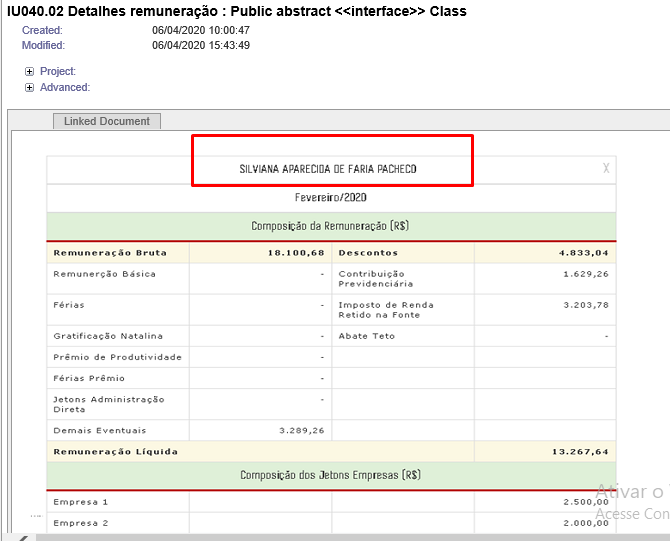 IU040.02 Detalhes remuneração : Public abstract <<interface>> Class
Created: 06/04/2020 10:00:47
Modified: 06/04/2020 15:43:49
Project:
Advanced:
Linked Document
SILVIANA APARECIDA DE FARIA PACHECO X
Fevereiro/2020
Composição da Remuneração (R$)
Remuneração Bruta 18.100,68 Descontos 4.833,04
Remunerção Básica - Contribuição Previdenciária 1.629,26
Férias - Imposto de Renda Retido na Fonte 3.203,78
Gratificação Natalina - Abate Teto -
Prêmio de Produtividade -
Férias Prêmio -
Jetons Administração Direta -
Demais Eventuais 3.289,26
Remuneração Líquida 13.267,64
Composição dos Jetons Empresas (R$)
Empresa 1 2.500,00
Empresa 2 2.000,00
Ativar o
Acesse Con